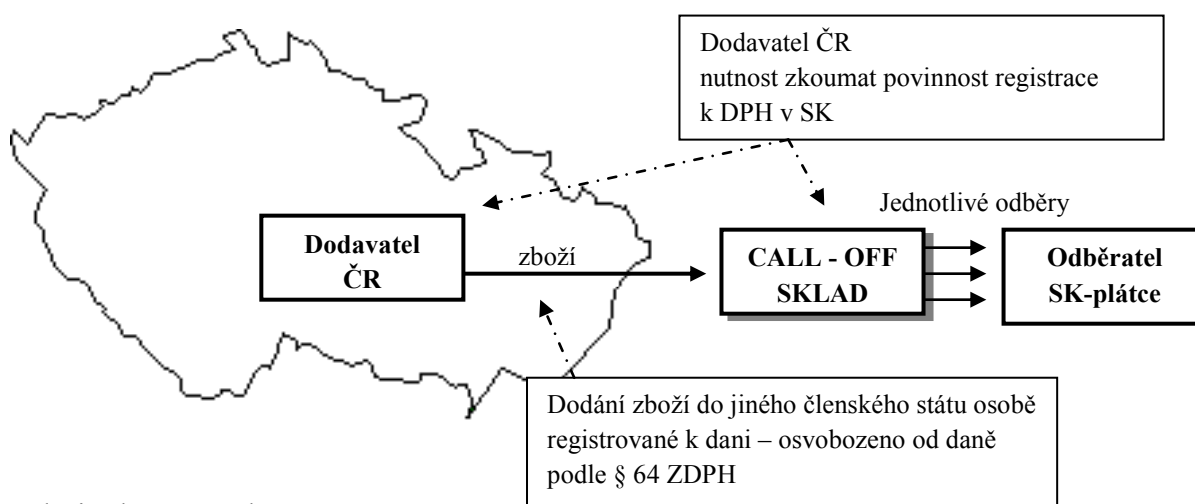 Dodavatel ČR
nutnost zkoumat povinnost registrace
k DPH v SK
Jednotlivé odběry
Dodavatel
ČR
zboží
CALL - OFF
SKLAD
Odběratel
SK-plátce
Dodání zboží do jiného členského státu osobě
registrované k dani – osvobozeno od daně
podle § 64 ZDPH